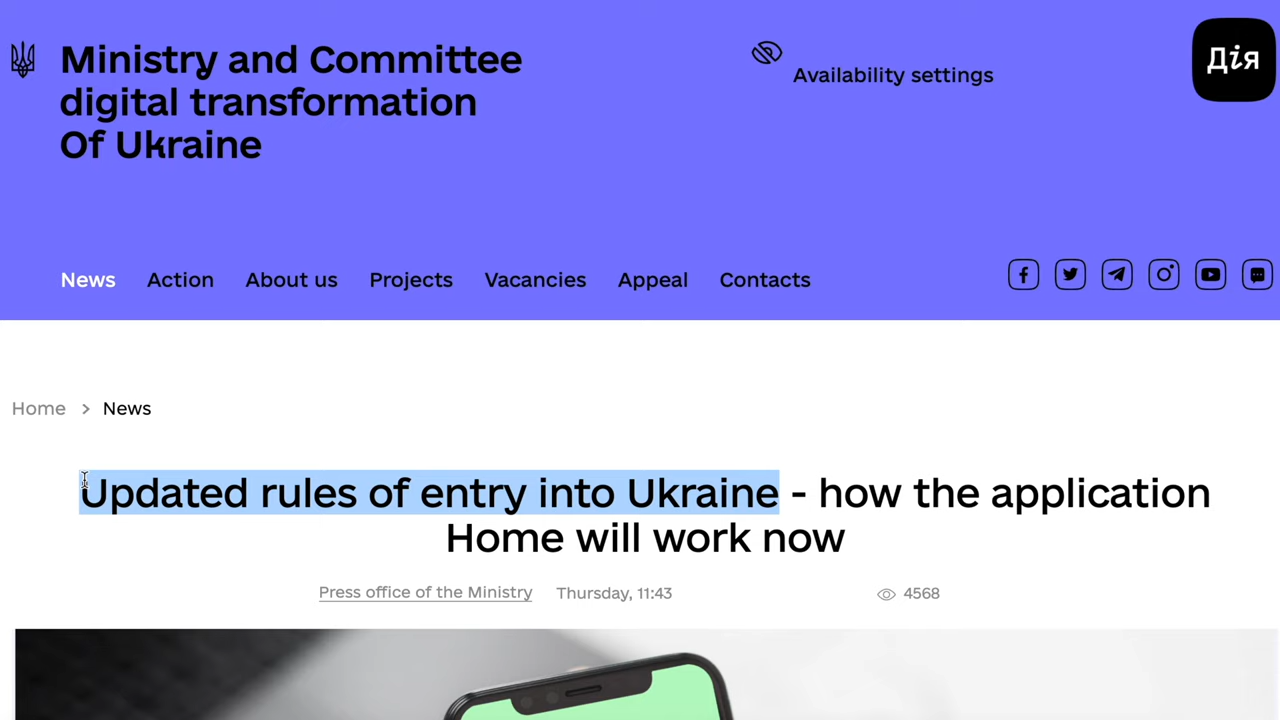 Ministry and Committee
digital transformation
Of Ukraine
Availability settings
Дія
News Action About us Projects Vacancies Appeal Contacts
Home > News
Updated rules of entry into Ukraine - how the application
Home will work now
Press office of the Ministry Thursday, 11:43 4568